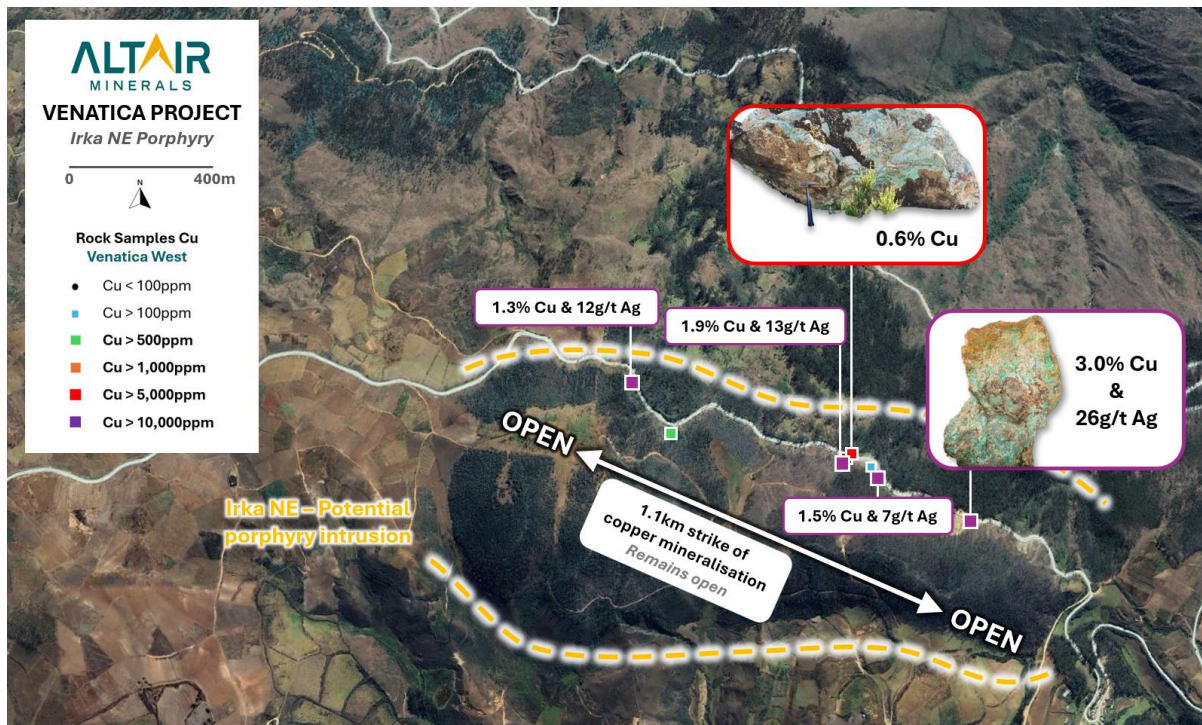 ALTAIR
MINERALS
VENATICA PROJECT
Irka NE Porphyry
0 400m
N
Rock Samples Cu
Venatica West
Cu < 100ppm
Cu > 100ppm
Cu > 500ppm
Cu > 1,000ppm
Cu > 5,000ppm
Cu > 10,000ppm
0.6% Cu
1.3% Cu & 12g/t Ag
1.9% Cu & 13g/t Ag
3.0% Cu
&
26g/t Ag
OPEN
1.5% Cu & 7g/t Ag
Irka NE – Potential
porphyry intrusion
1.1km strike of
copper mineralisation
Remains open
OPEN